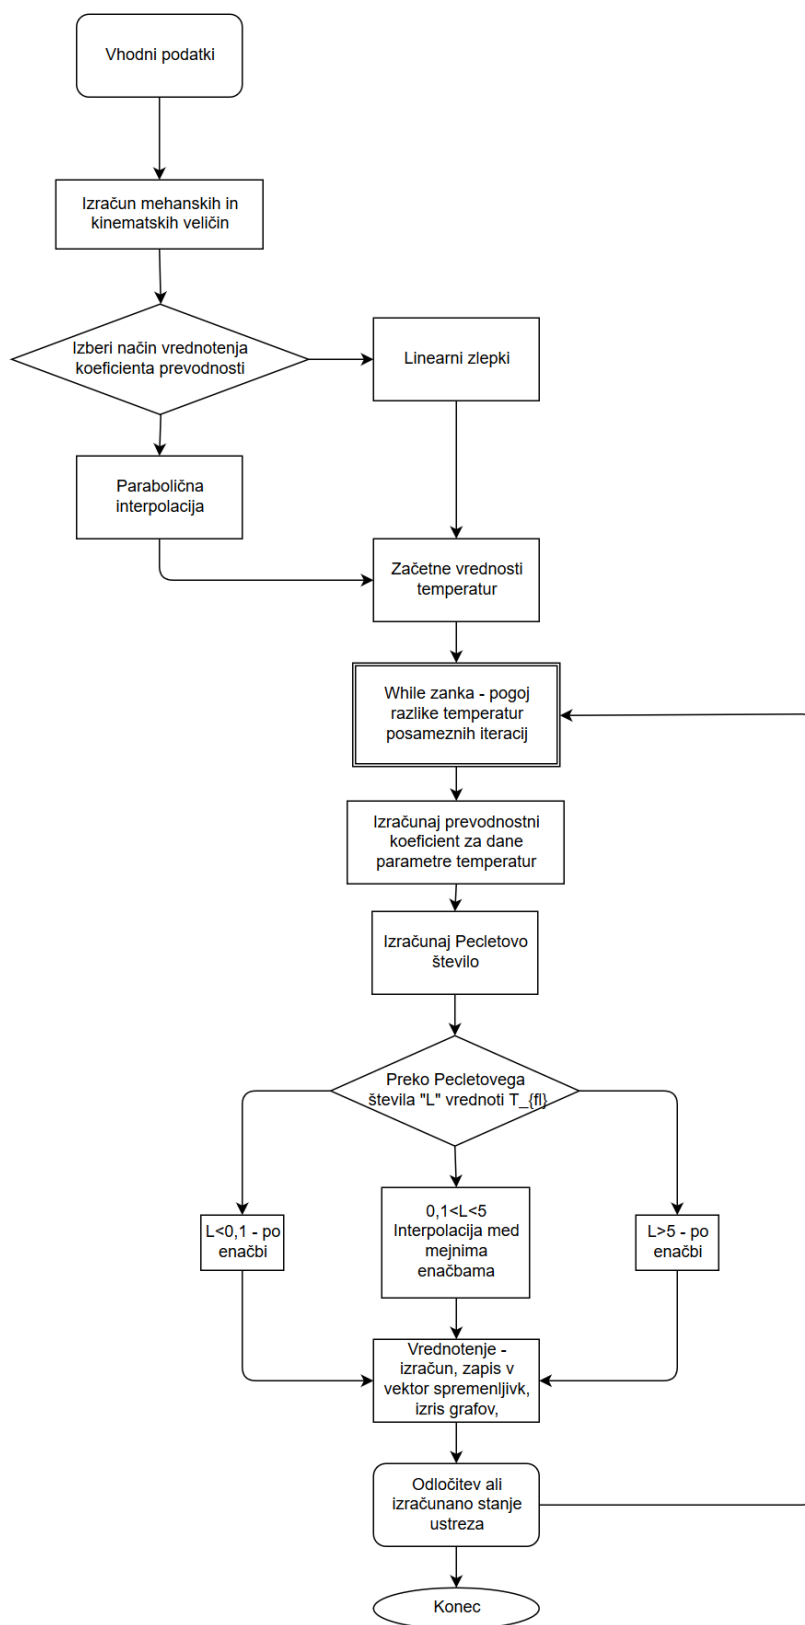 Vhodni podatki
Izračun mehanskih in
kinematskih veličin
Izberi način vrednotenja
koeficienta prevodnosti
Linearni zlepki
Parabolična
interpolacija
Začetne vrednosti
temperatur
While zanka - pogoj
razlike temperatur
posameznih iteracij
Izračunaj prevodnostni
koeficient za dane
parametre temperatur
Izračunaj Pecletovo
število
Preko Pecletovega
števila "L" vrednoti T_{fl}
L<0,1 - po
enačbi
0,1<L<5
Interpolacija med
mejnima
enačbama
L>5 - po
enačbi
Vrednotenje -
izračun, zapis v
vektor spremenljivk,
izris grafov,
Odločitev ali
izračunano stanje
ustreza
Konec